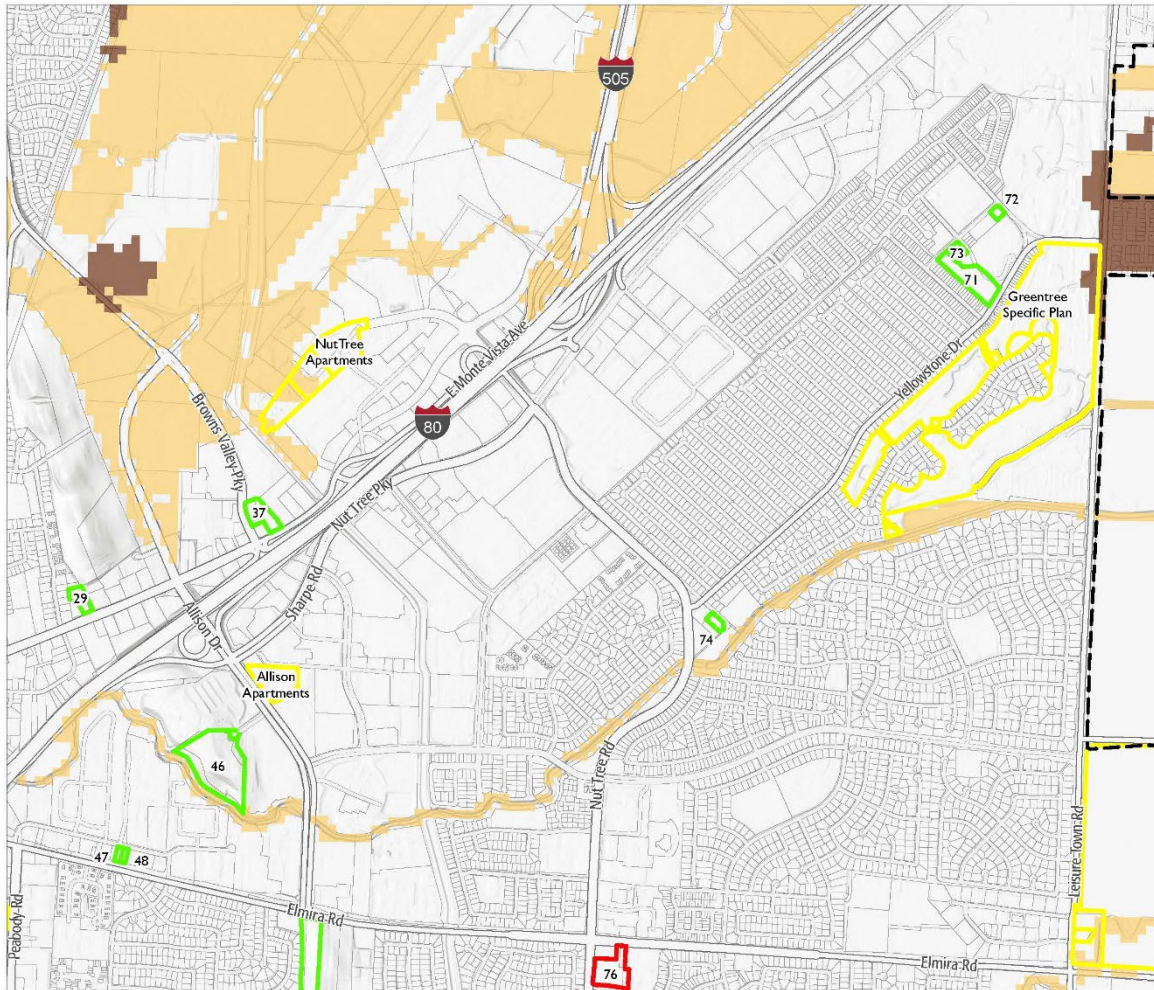 505
72
73
71
Greentree
Specific Plan
Nut Tree
Apartments
E Monte Vista Ave
Yellowstone Dr
Browns Valley Pky
80
Nut Tree Pky
37
Sharpe Rd
29
Allison Dr
74
Allison
Apartments
46
Nut Tree Rd
Leisure Town Rd
47
48
Peabody Rd
Elmira Rd
Elmira Rd
76